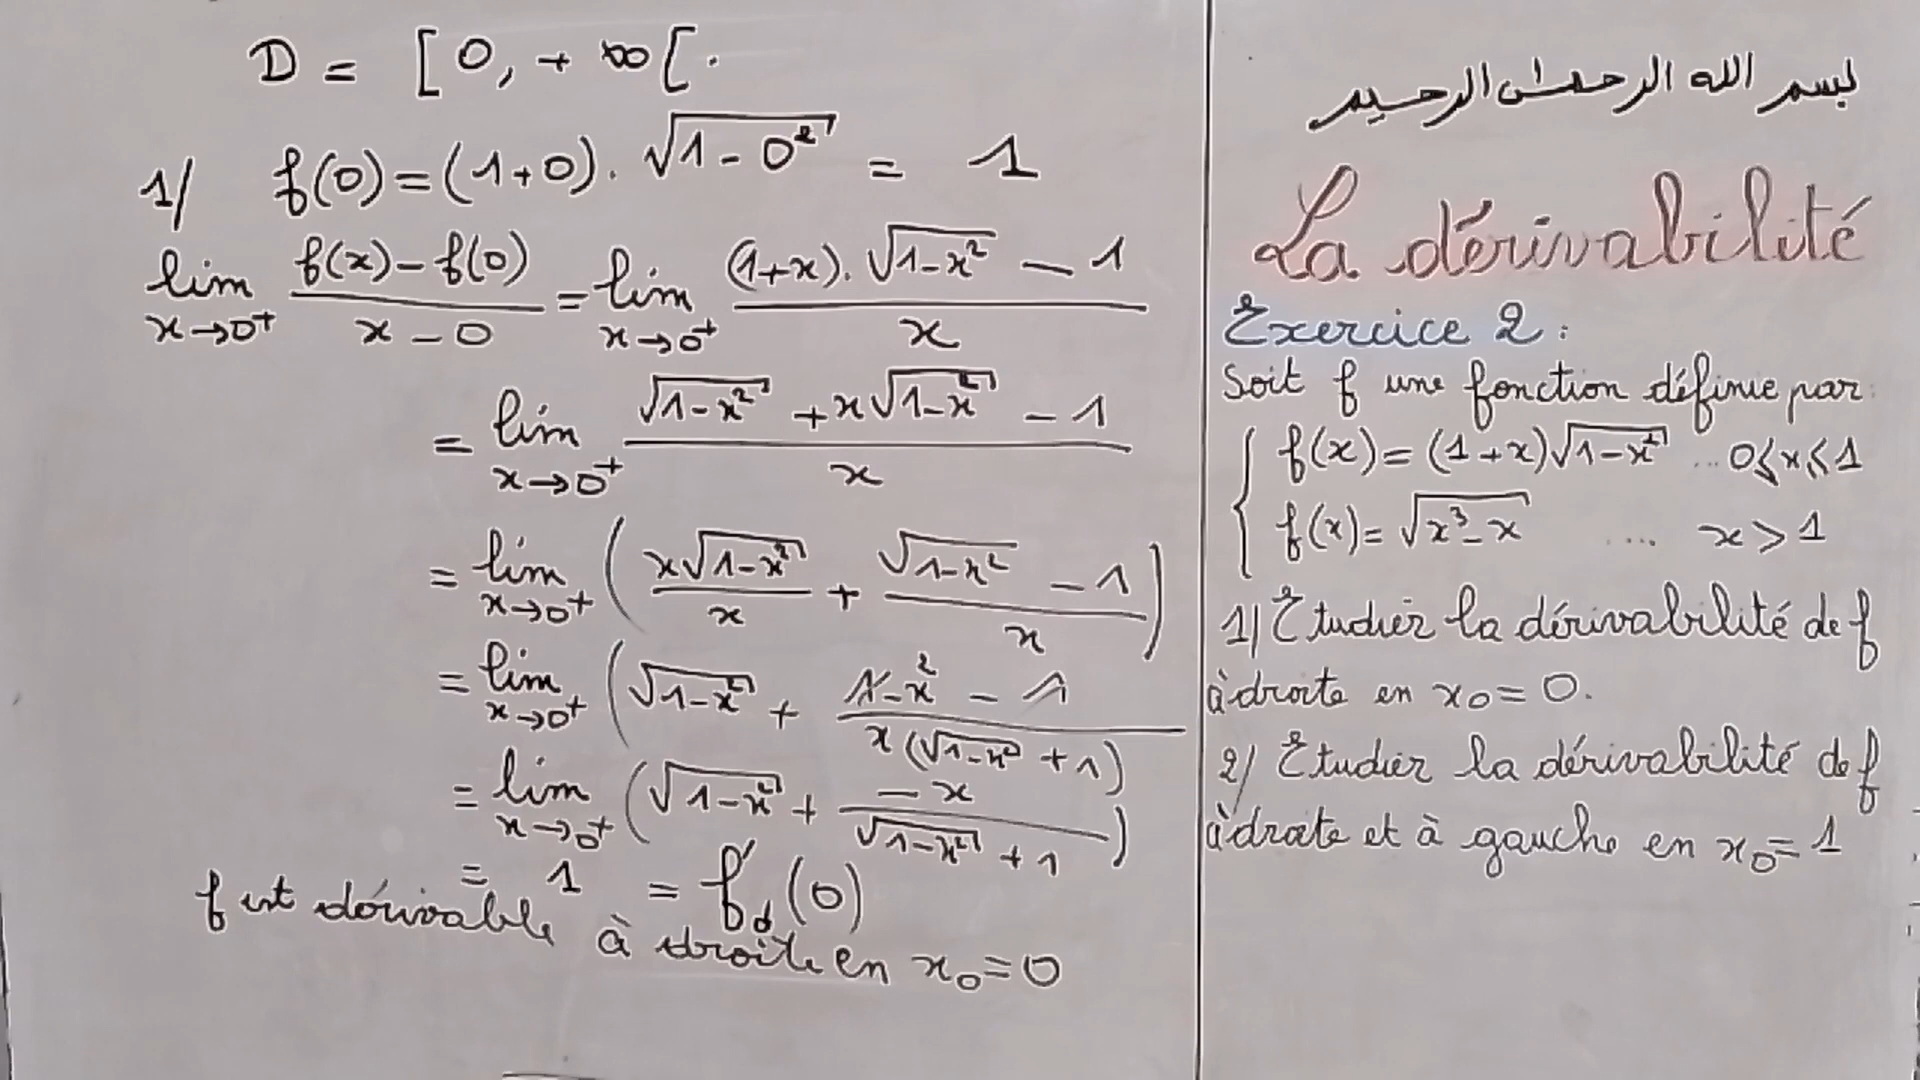 D = [0, +∞[.
1/ f(0) = (1+0). √(1-0²) = 1
lim x→0⁺ (f(x) - f(0))/(x - 0) = lim x→0⁺ ((1+x). √(1-x²) - 1)/x
= lim x→0⁺ (√(1-x²) + x√(1-x²) - 1)/x
= lim x→0⁺ ( x√(1-x²)/x + (√(1-x²) - 1)/x )
= lim x→0⁺ ( √(1-x²) + (1-x² - 1)/(x(√(1-x²) + 1))
= lim x→0⁺ ( √(1-x²) + -x/(√(1-x²) + 1) )
= 1 = f'd(0)
f est dérivable à droite en x₀=0
بسم الله الرحمان الرحيم
La dérivabilité
Exercice 2 :
Soit f une fonction définie par
{ f(x) = (1+x)√(1-x²) ... 0⩽x⩽1
f(x) = √(x³-x) .... x > 1
1/ Etudier la dérivabilité de f
à droite en x₀ = 0.
2/ Etudier la dérivabilité de f
à droite et à gauche en x₀= 1